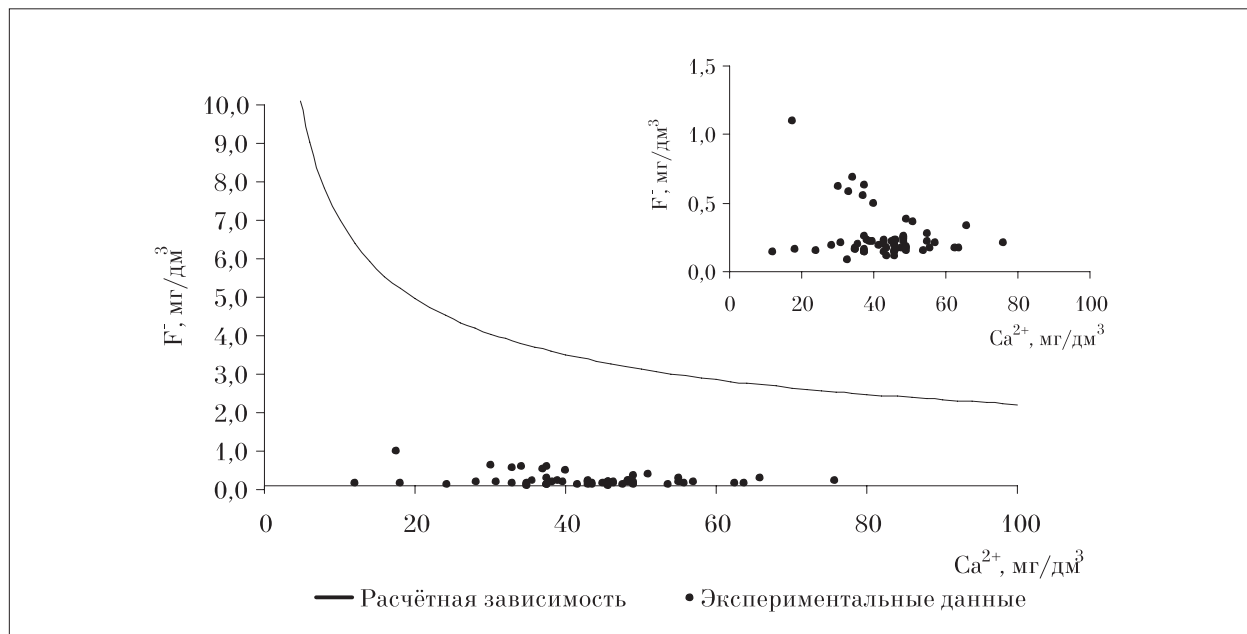 10,0
9,0
8,0
7,0
6,0
5,0
4,0
3,0
2,0
1,0
0,0
F⁻, мг/дм³
0 20 40 60 80 100
Ca²⁺, мг/дм³
1,5
1,0
0,5
0,0
F⁻, мг/дм³
0 20 40 60 80 100
Ca²⁺, мг/дм³
Расчётная зависимость Экспериментальные данные